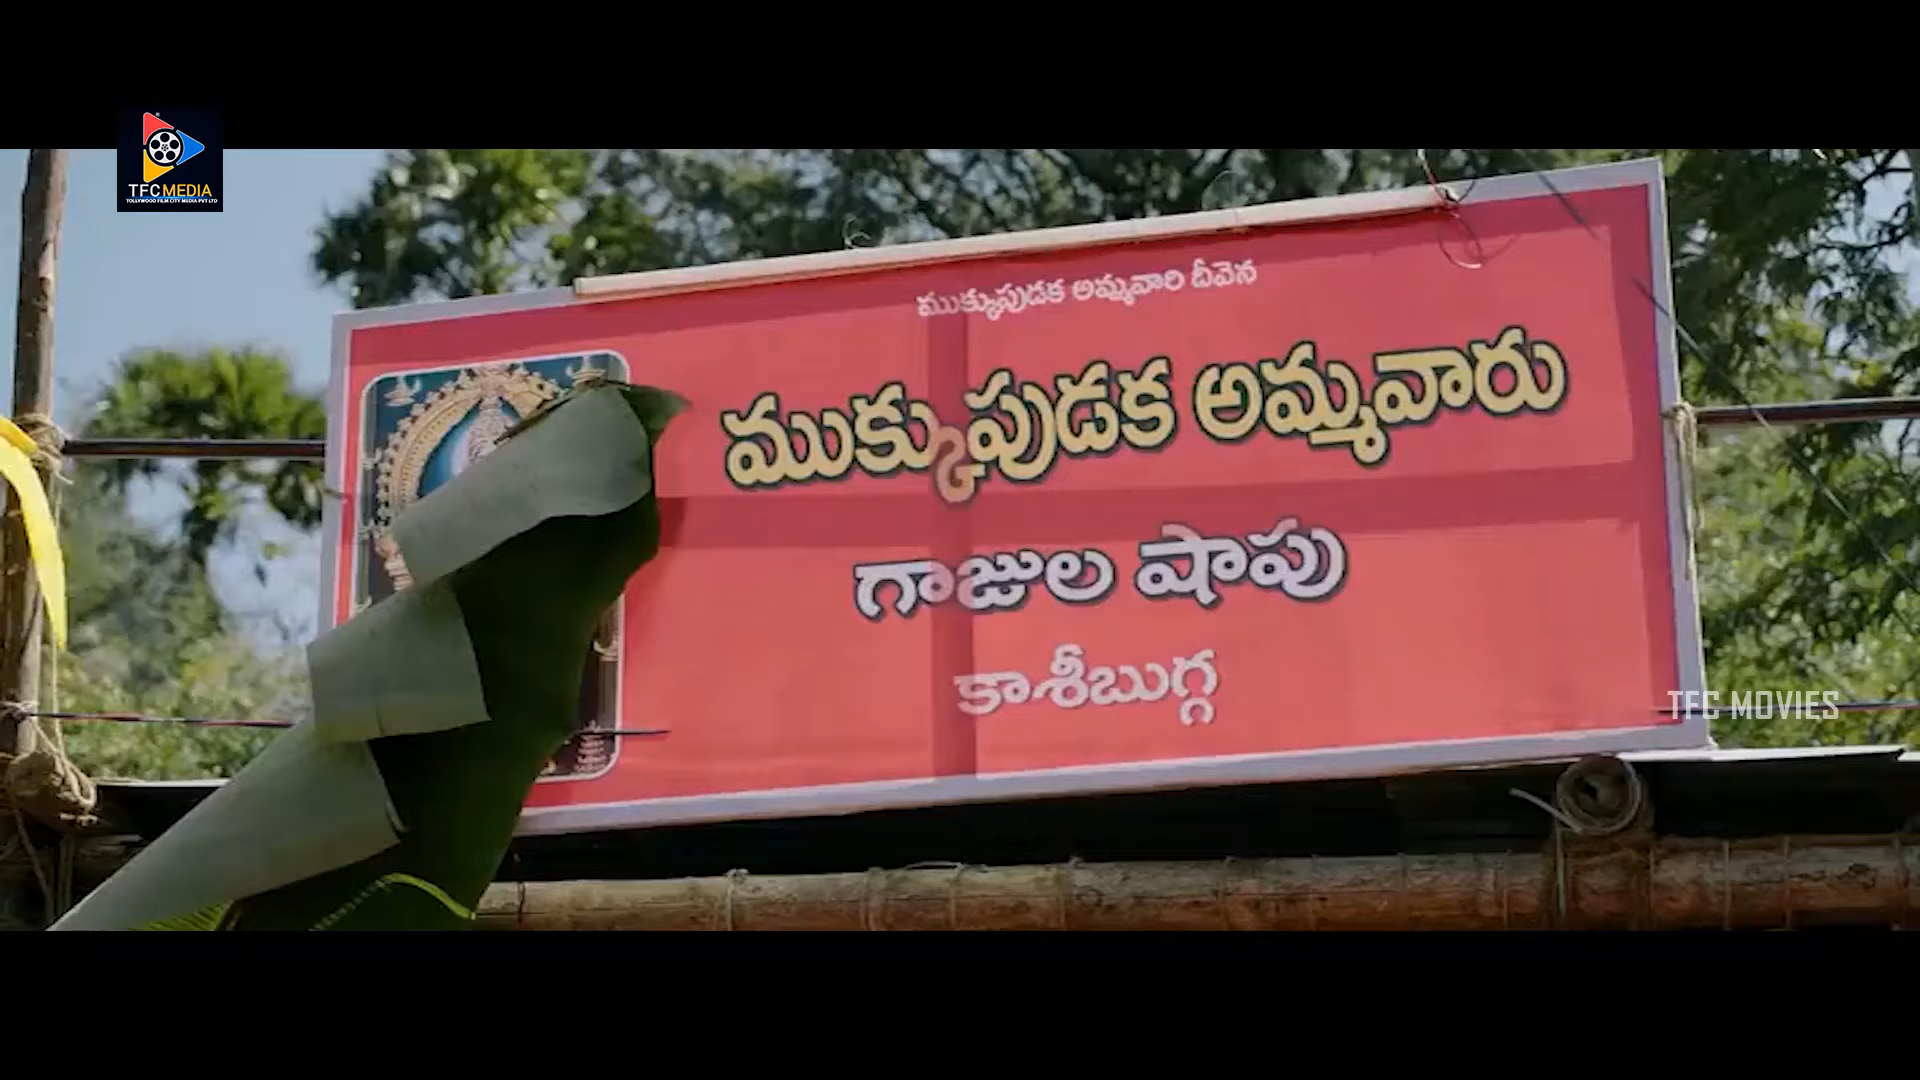 TFC MEDIA
TOLLYWOOD FILM CITY MEDIA PVT LTD
ముక్కుపుడక అమ్మవారి దీవెన
ముక్కుపుడక అమ్మవారు
గాజుల షాపు
కాశీబుగ్గ
TFC MOVIES